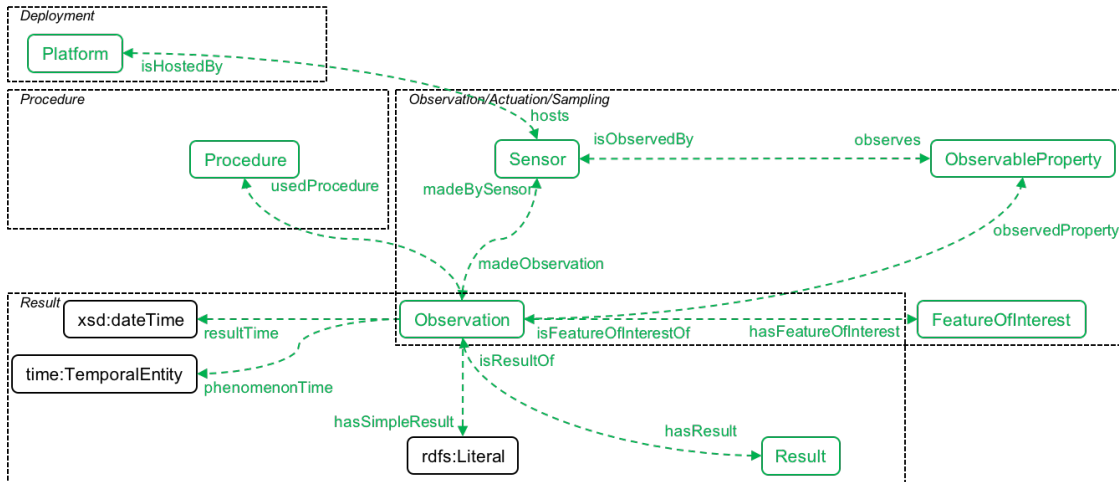 Deployment
Platform
isHostedBy
Procedure
Observation/Actuation/Sampling
hosts
Procedure
usedProcedure
Sensor
isObservedBy
observes
ObservableProperty
madeBySensor
observedProperty
madeObservation
Result
xsd:dateTime
resultTime
Observation
isFeatureOfInterestOf
hasFeatureOfInterest
FeatureOfInterest
time:TemporalEntity
phenomenonTime
isResultOf
hasSimpleResult
hasResult
rdfs:Literal
Result